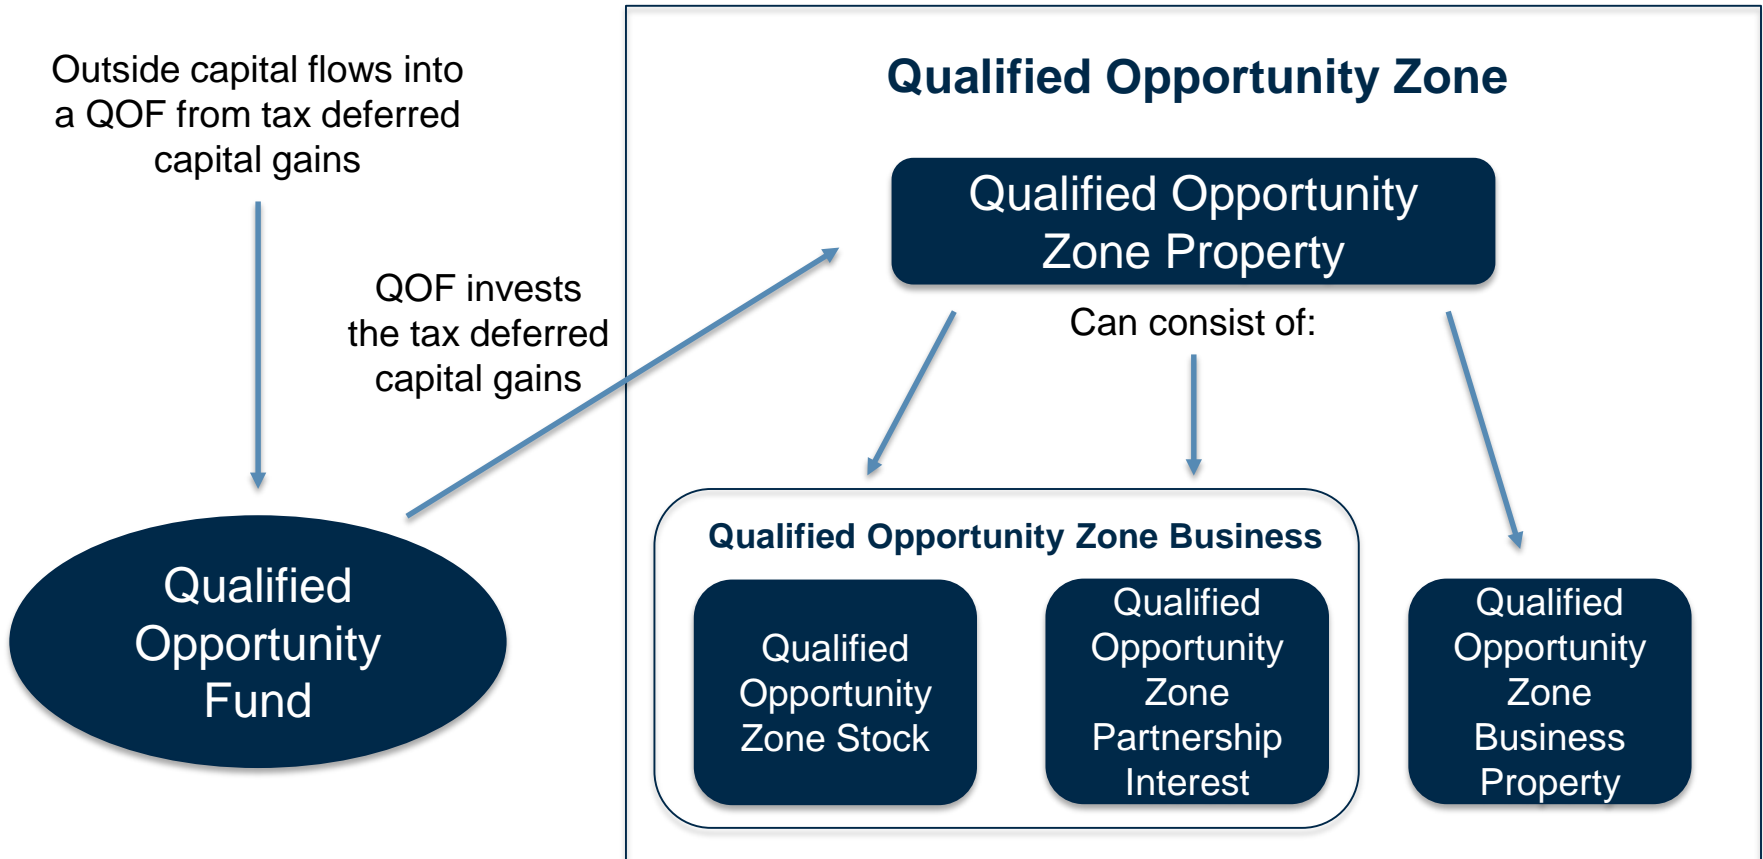 Outside capital flows into
a QOF from tax deferred
capital gains
QOF invests
the tax deferred
capital gains
Qualified
Opportunity
Fund
Qualified Opportunity Zone
Qualified Opportunity
Zone Property
Can consist of:
Qualified Opportunity Zone Business
Qualified
Opportunity
Zone Stock
Qualified
Opportunity
Zone
Partnership
Interest
Qualified
Opportunity
Zone
Business
Property